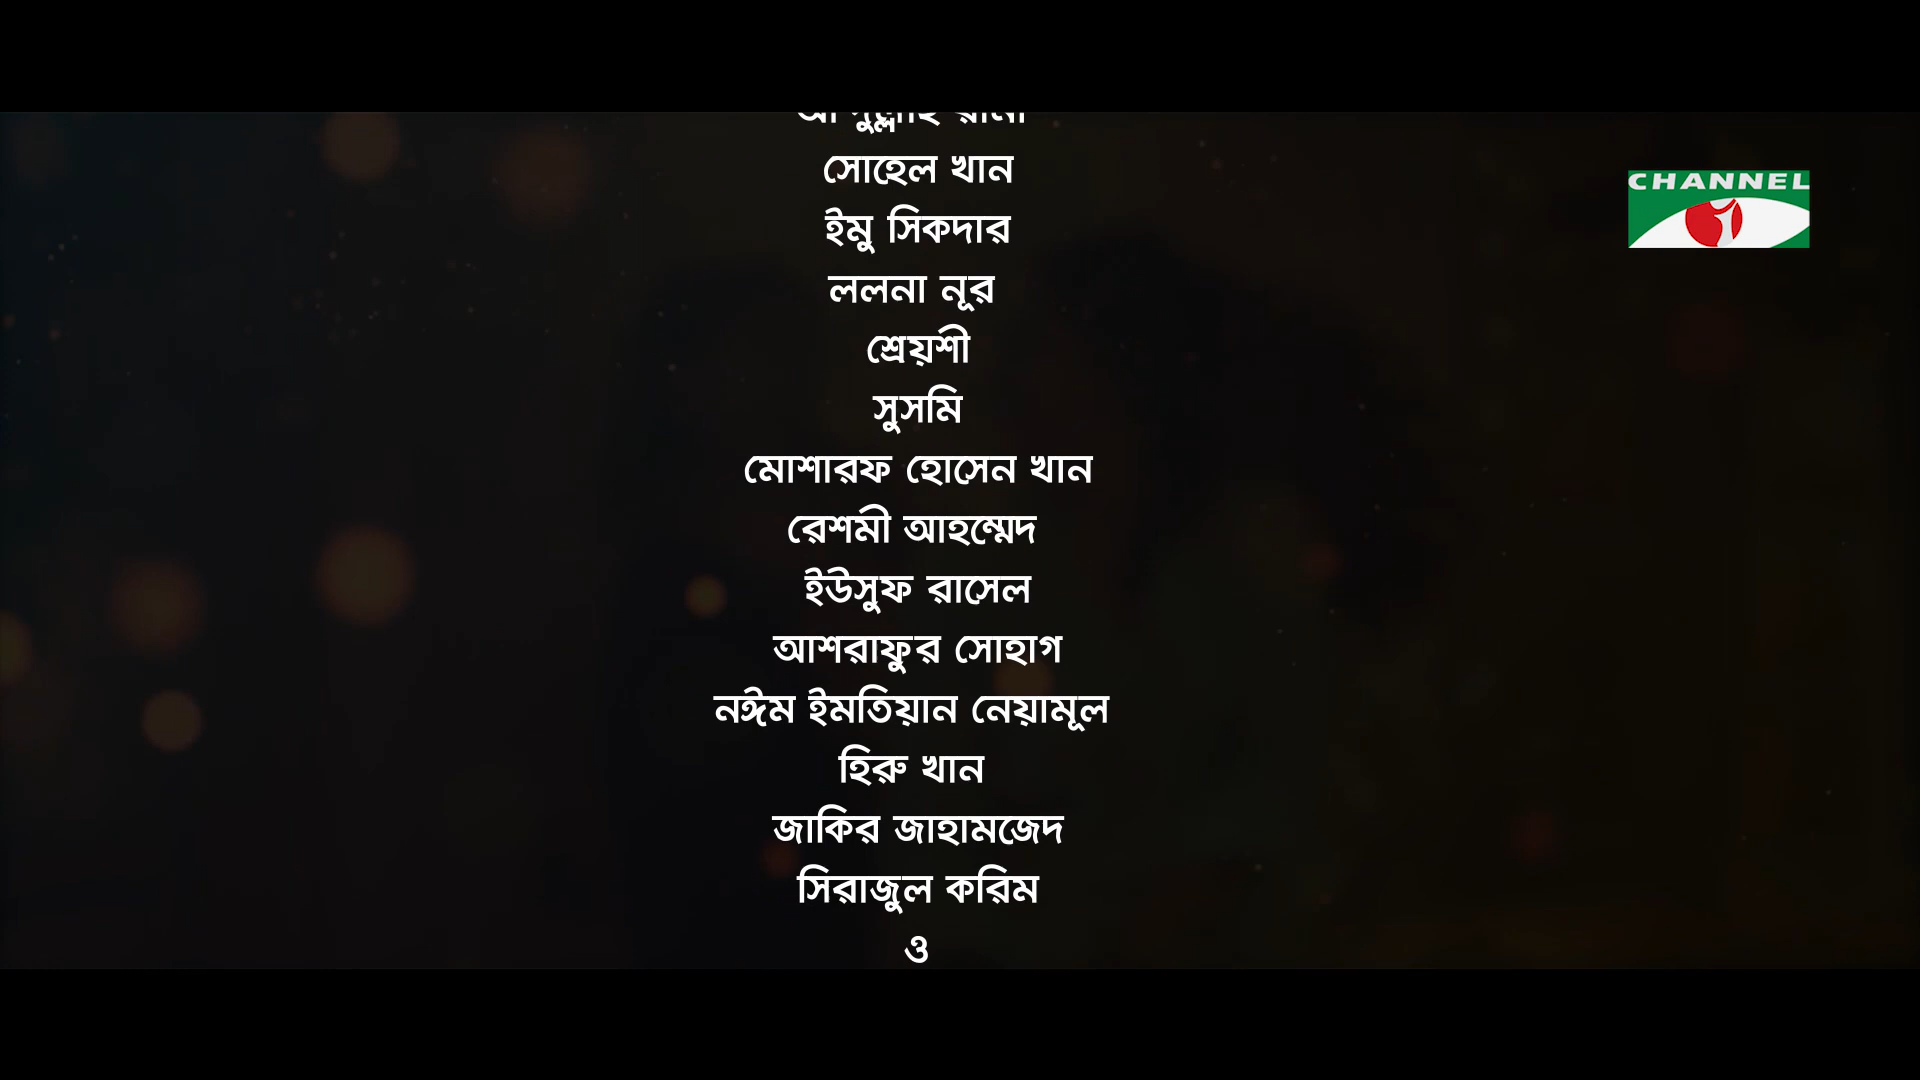 সোহেল খান
ইমু সিকদার
ললনা নূর
শ্রেয়শী
সুসমি
মোশারফ হোসেন খান
রেশমী আহম্মেদ
ইউসুফ রাসেল
আশরাফুর সোহাগ
নঈম ইমতিয়ান নেয়ামূল
হিরু খান
জাকির জাহামজেদ
সিরাজুল করিম
ও
CHANNEL